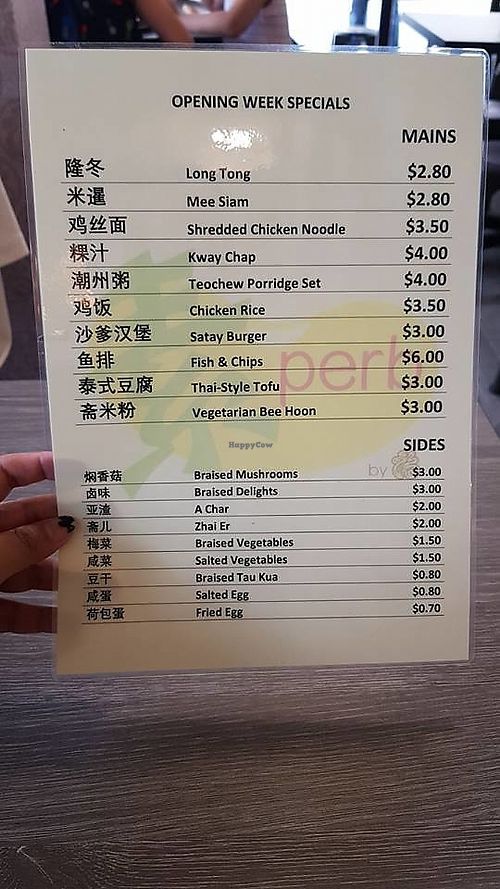 OPENING WEEK SPECIALS
MAINS
隆冬 Long Tong $2.80
米暹 Mee Siam $2.80
鸡丝面 Shredded Chicken Noodle $3.50
粿汁 Kway Chap $4.00
潮州粥 Teochew Porridge Set $4.00
鸡饭 Chicken Rice $3.50
沙爹汉堡 Satay Burger $3.00
鱼排 Fish & Chips $6.00
泰式豆腐 Thai-Style Tofu $3.00
斋米粉 Vegetarian Bee Hoon $3.00
HappyCow
SIDES
by
焖香菇 Braised Mushrooms $3.00
卤味 Braised Delights $3.00
亚渣 A Char $2.00
斋儿 Zhai Er $2.00
梅菜 Braised Vegetables $1.50
咸菜 Salted Vegetables $1.50
豆干 Braised Tau Kua $0.80
咸蛋 Salted Egg $0.80
荷包蛋 Fried Egg $0.70